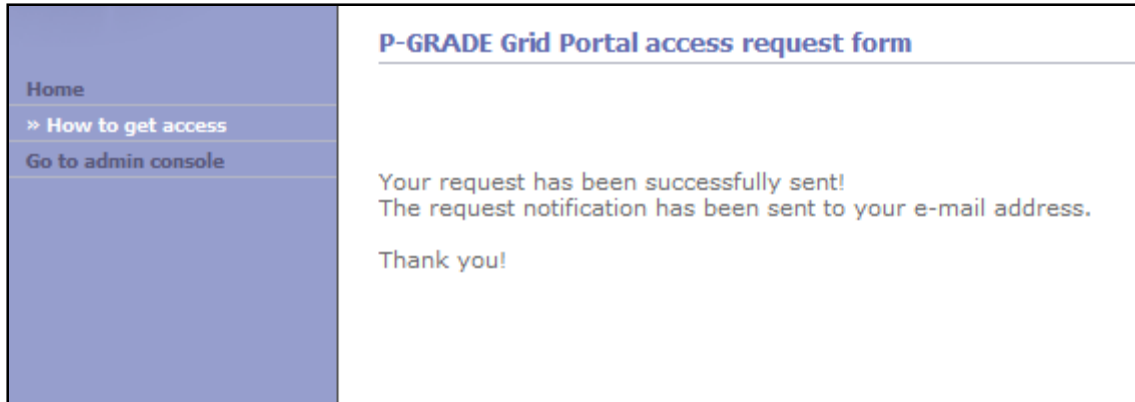 P-GRADE Grid Portal access request form
Home
» How to get access
Go to admin console
Your request has been successfully sent!
The request notification has been sent to your e-mail address.
Thank you!